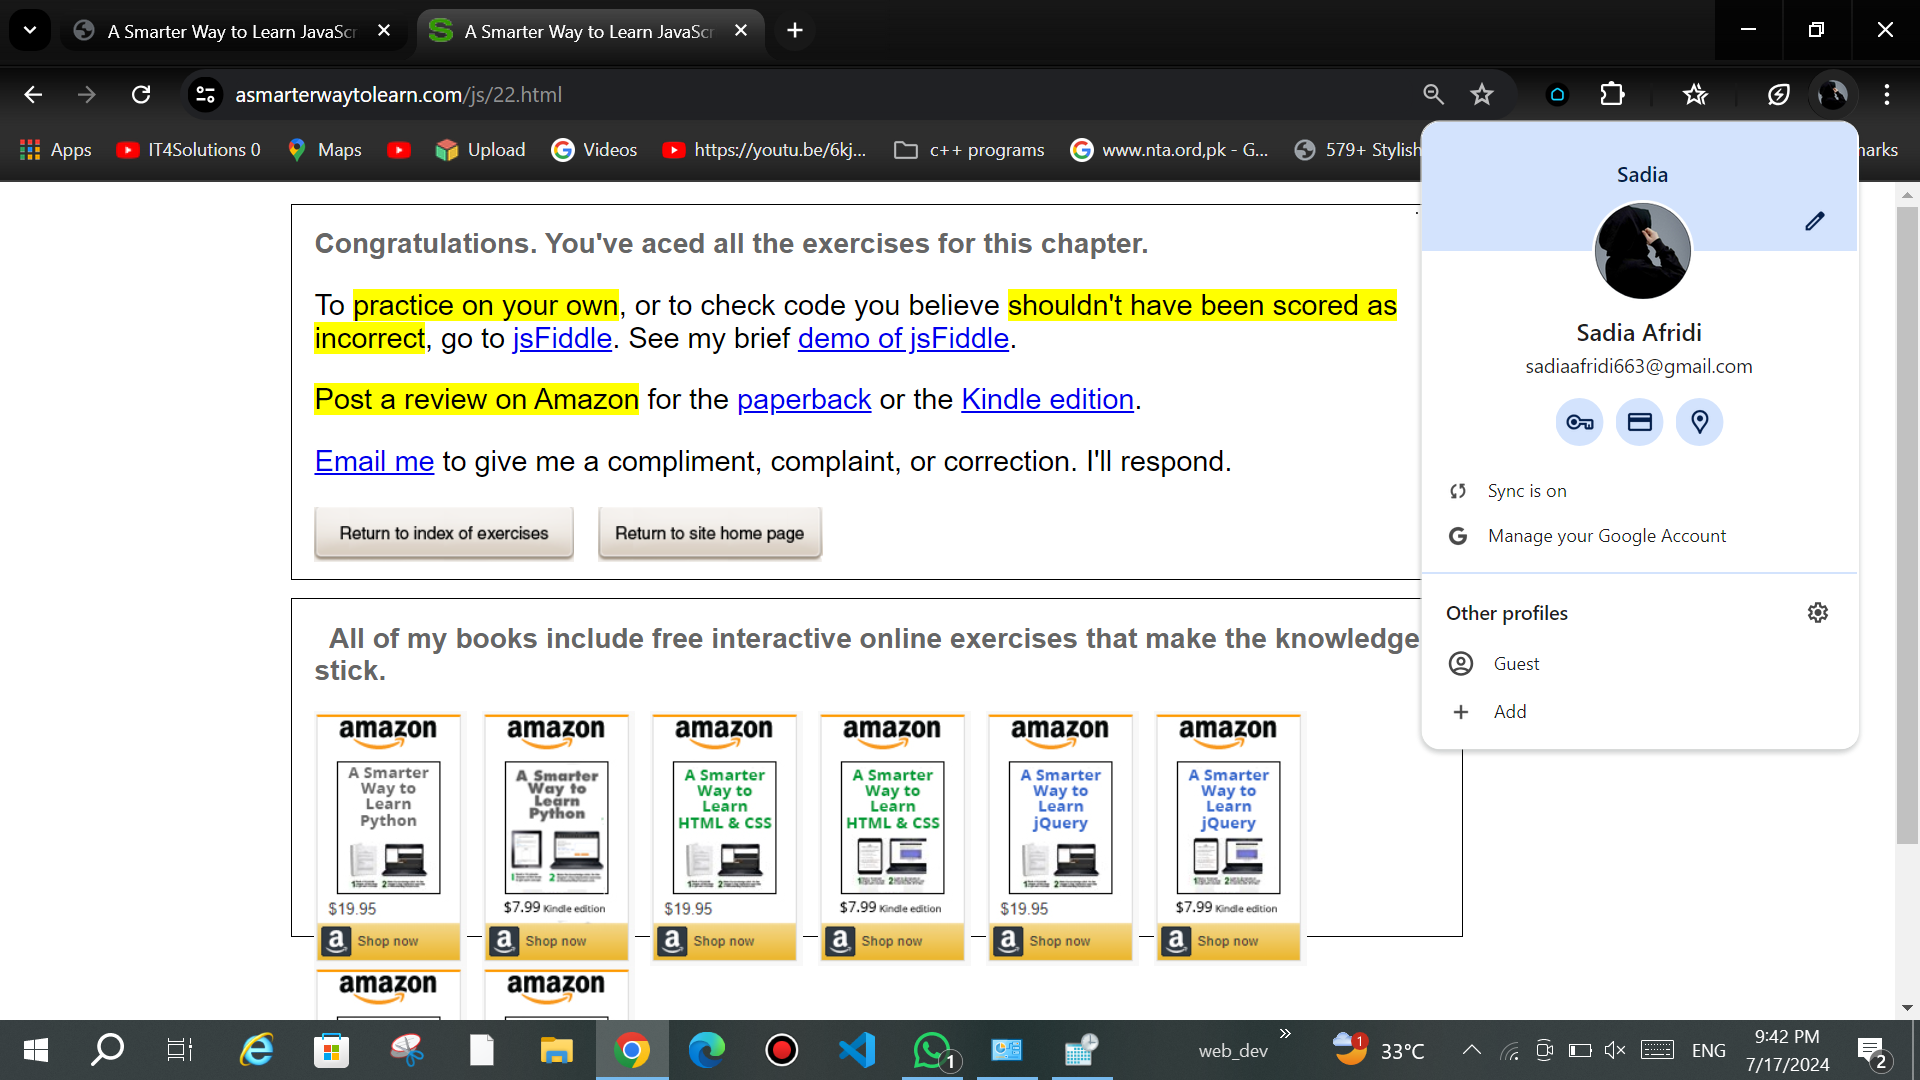 A Smarter Way to Learn JavaScr
A Smarter Way to Learn JavaScr
asmarterwaytolearn.com/js/22.html
Apps
IT4Solutions 0
Maps
Upload
Videos
https://youtu.be/6kj...
c++ programs
www.nta.ord,pk - G...
579+ Stylish
narks
Congratulations. You've aced all the exercises for this chapter.
To practice on your own, or to check code you believe shouldn't have been scored as
incorrect, go to jsFiddle. See my brief demo of jsFiddle.
Post a review on Amazon for the paperback or the Kindle edition.
Email me to give me a compliment, complaint, or correction. I'll respond.
Return to index of exercises
Return to site home page
Sadia
Sadia Afridi
sadiaafridi663@gmail.com
Sync is on
Manage your Google Account
Other profiles
Guest
Add
All of my books include free interactive online exercises that make the knowledge
stick.
amazon
A Smarter
Way to
Learn
Python
$19.95
Shop now
amazon
A Smarter
Way to
Learn
Python
$7.99 Kindle edition
Shop now
amazon
A Smarter
Way to
Learn
HTML & CSS
$19.95
Shop now
amazon
A Smarter
Way to
Learn
HTML & CSS
$7.99 Kindle edition
Shop now
amazon
A Smarter
Way to
Learn
jQuery
$19.95
Shop now
amazon
A Smarter
Way to
Learn
jQuery
$7.99 Kindle edition
Shop now
amazon
amazon
1
web_dev
1
33°C
ENG
9:42 PM
7/17/2024
2